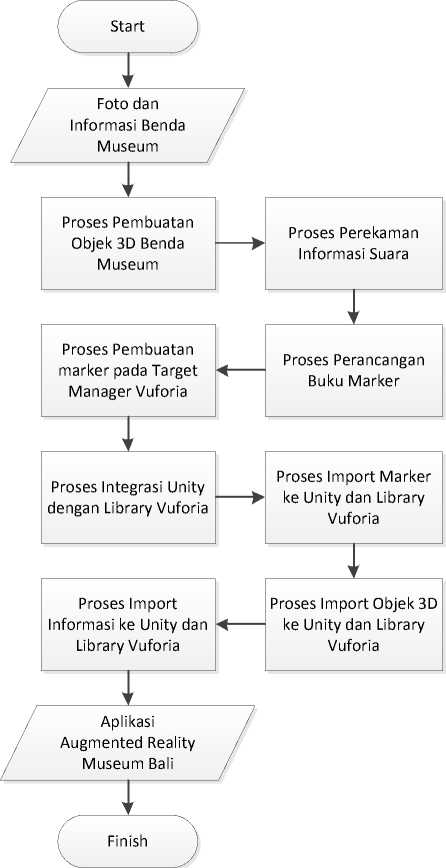 Start
Foto dan
Informasi Benda
Museum
Proses Pembuatan
Objek 3D Benda
Museum
Proses Perekaman
Informasi Suara
Proses Perancangan
Buku Marker
Proses Pembuatan
marker pada Target
Manager Vuforia
Proses Integrasi Unity
dengan Library Vuforia
Proses Import Marker
ke Unity dan Library
Vuforia
Proses Import Objek 3D
ke Unity dan Library
Vuforia
Proses Import
Informasi ke Unity dan
Library Vuforia
Aplikasi
Augmented Reality
Museum Bali
Finish